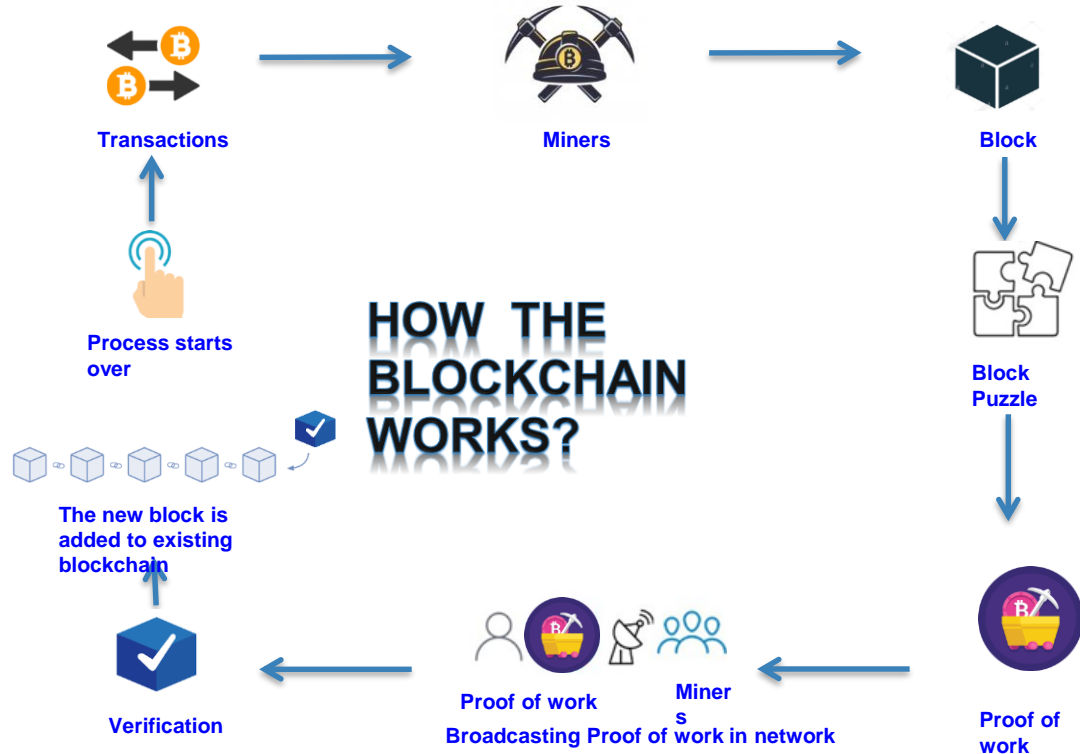 Transactions
Miners
Block
Process starts
over
HOW THE
BLOCKCHAIN
WORKS?
Block
Puzzle
The new block is
added to existing
blockchain
Proof of work
Miner
s
Broadcasting Proof of work in network
Verification
Proof of
work